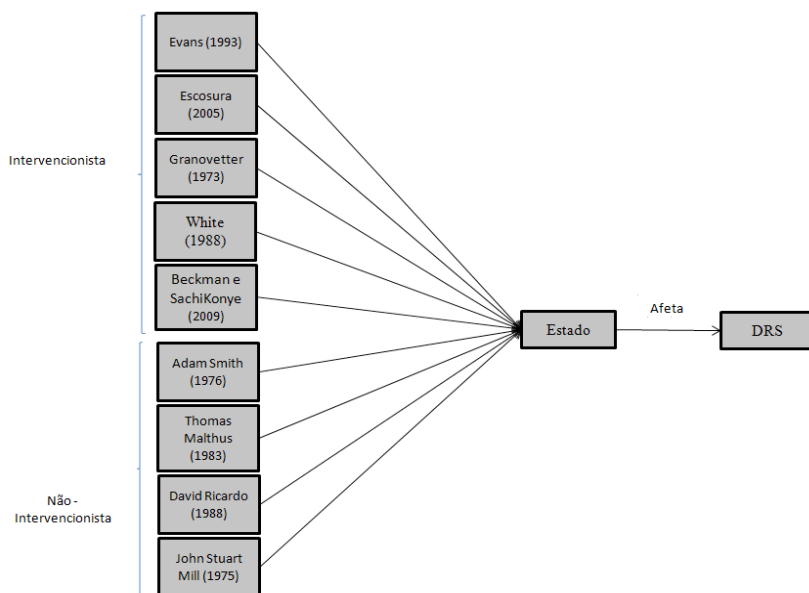 Evans (1993)
Escosura
(2005)
Intervencionista
Granovetter
(1973)
White
(1988)
Beckman e
SachiKonye
(2009)
Estado
Afeta
DRS
Adam Smith
(1976)
Thomas
Malthus
(1983)
Não -
Intervencionista
David Ricardo
(1988)
John Stuart
Mill (1975)